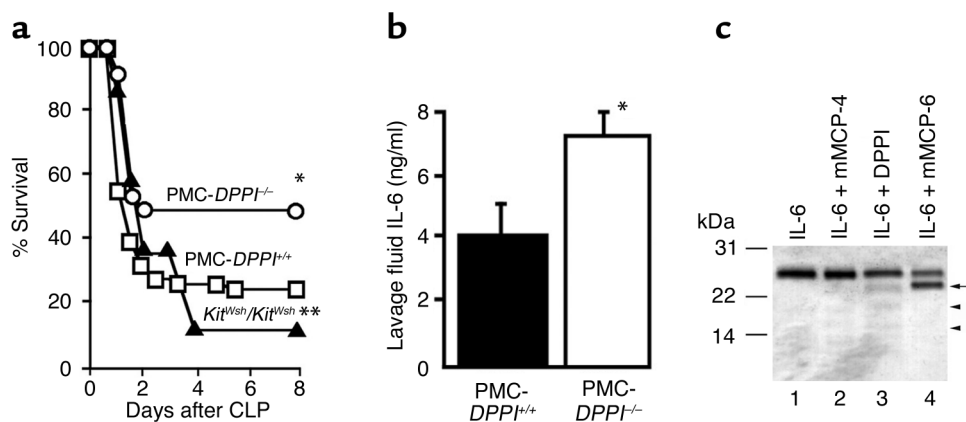 a
% Survival
100
80
60
40
20
0
0 2 4 6 8
Days after CLP
PMC-DPPI–/–
*
PMC-DPPI+/+
KitWsh/KitWsh **
b
Lavage fluid IL-6 (ng/ml)
8
6
4
2
0
*
PMC-
DPPI+/+
PMC-
DPPI–/–
c
IL-6
IL-6 + mMCP-4
IL-6 + DPPI
IL-6 + mMCP-6
kDa
31
22
14
1 2 3 4